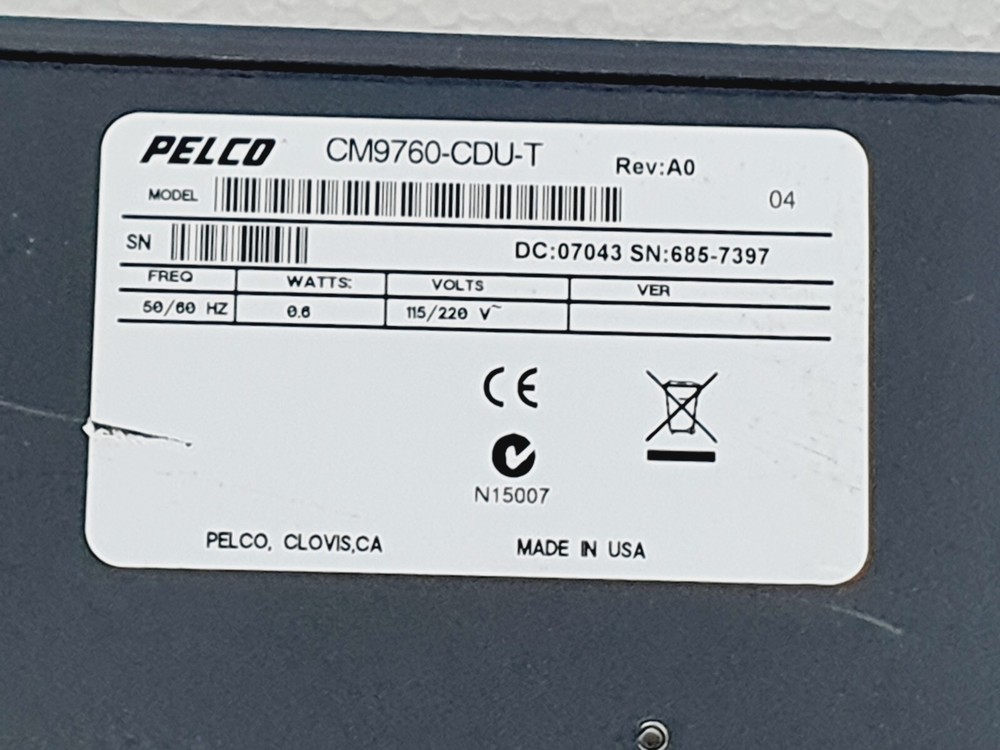 PELCO CM9760-CDU-T Rev:A0
MODEL 04
SN DC:07043 SN:685-7397
FREQ WATTS: VOLTS VER
50/60 HZ 0.6 115/220 V~
CE
N15007
PELCO, CLOVIS,CA MADE IN USA